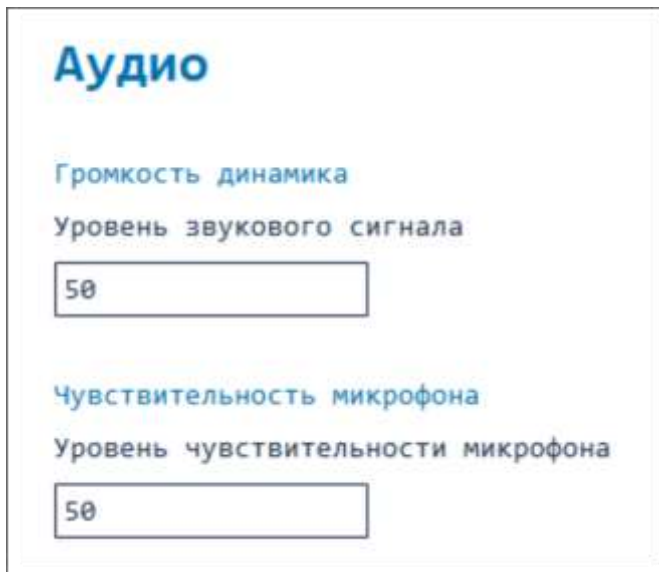 Аудио
Громкость динамика
Уровень звукового сигнала
50
Чувствительность микрофона
Уровень чувствительности микрофона
50